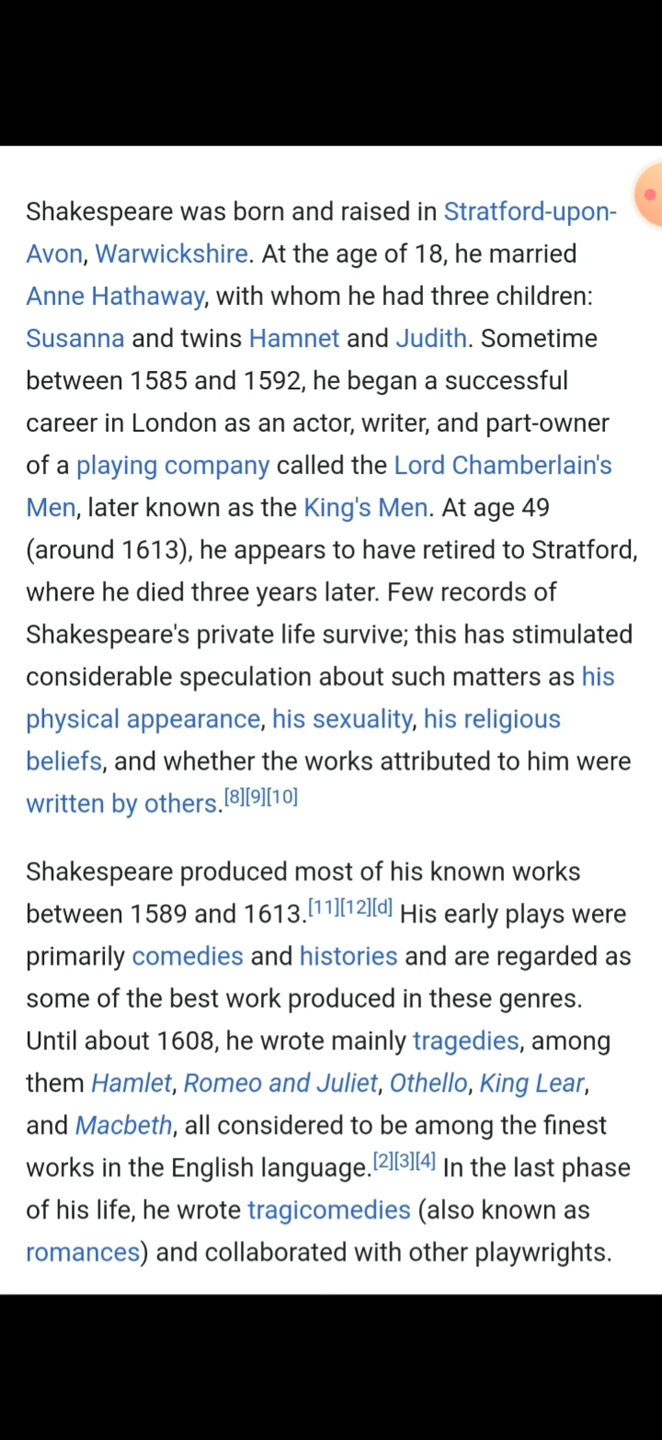 Shakespeare was born and raised in Stratford-upon-
Avon, Warwickshire. At the age of 18, he married
Anne Hathaway, with whom he had three children:
Susanna and twins Hamnet and Judith. Sometime
between 1585 and 1592, he began a successful
career in London as an actor, writer, and part-owner
of a playing company called the Lord Chamberlain's
Men, later known as the King's Men. At age 49
(around 1613), he appears to have retired to Stratford,
where he died three years later. Few records of
Shakespeare's private life survive; this has stimulated
considerable speculation about such matters as his
physical appearance, his sexuality, his religious
beliefs, and whether the works attributed to him were
written by others.[8][9][10]
Shakespeare produced most of his known works
between 1589 and 1613.[11][12][d] His early plays were
primarily comedies and histories and are regarded as
some of the best work produced in these genres.
Until about 1608, he wrote mainly tragedies, among
them Hamlet, Romeo and Juliet, Othello, King Lear,
and Macbeth, all considered to be among the finest
works in the English language.[2][3][4] In the last phase
of his life, he wrote tragicomedies (also known as
romances) and collaborated with other playwrights.